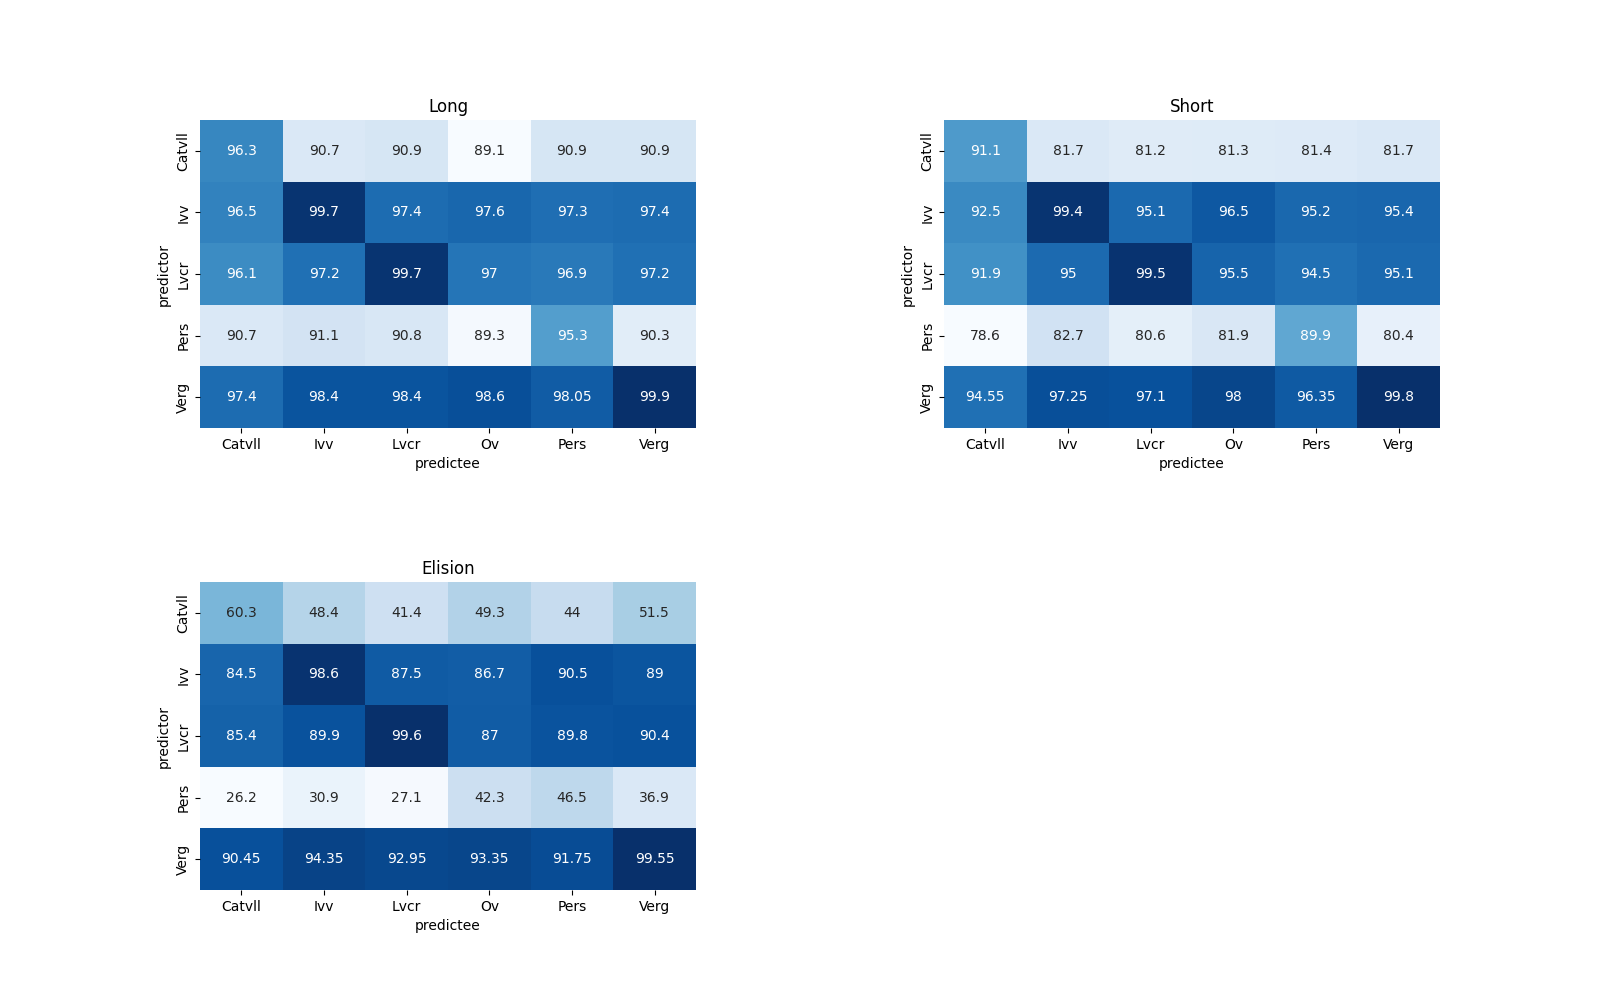 Long
predictor
Catvll 96.3 90.7 90.9 89.1 90.9 90.9
Ivv 96.5 99.7 97.4 97.6 97.3 97.4
Lvcr 96.1 97.2 99.7 97 96.9 97.2
Pers 90.7 91.1 90.8 89.3 95.3 90.3
Verg 97.4 98.4 98.4 98.6 98.05 99.9
Catvll Ivv Lvcr Ov Pers Verg
predictee
Short
predictor
Catvll 91.1 81.7 81.2 81.3 81.4 81.7
Ivv 92.5 99.4 95.1 96.5 95.2 95.4
Lvcr 91.9 95 99.5 95.5 94.5 95.1
Pers 78.6 82.7 80.6 81.9 89.9 80.4
Verg 94.55 97.25 97.1 98 96.35 99.8
Catvll Ivv Lvcr Ov Pers Verg
predictee
Elision
predictor
Catvll 60.3 48.4 41.4 49.3 44 51.5
Ivv 84.5 98.6 87.5 86.7 90.5 89
Lvcr 85.4 89.9 99.6 87 89.8 90.4
Pers 26.2 30.9 27.1 42.3 46.5 36.9
Verg 90.45 94.35 92.95 93.35 91.75 99.55
Catvll Ivv Lvcr Ov Pers Verg
predictee